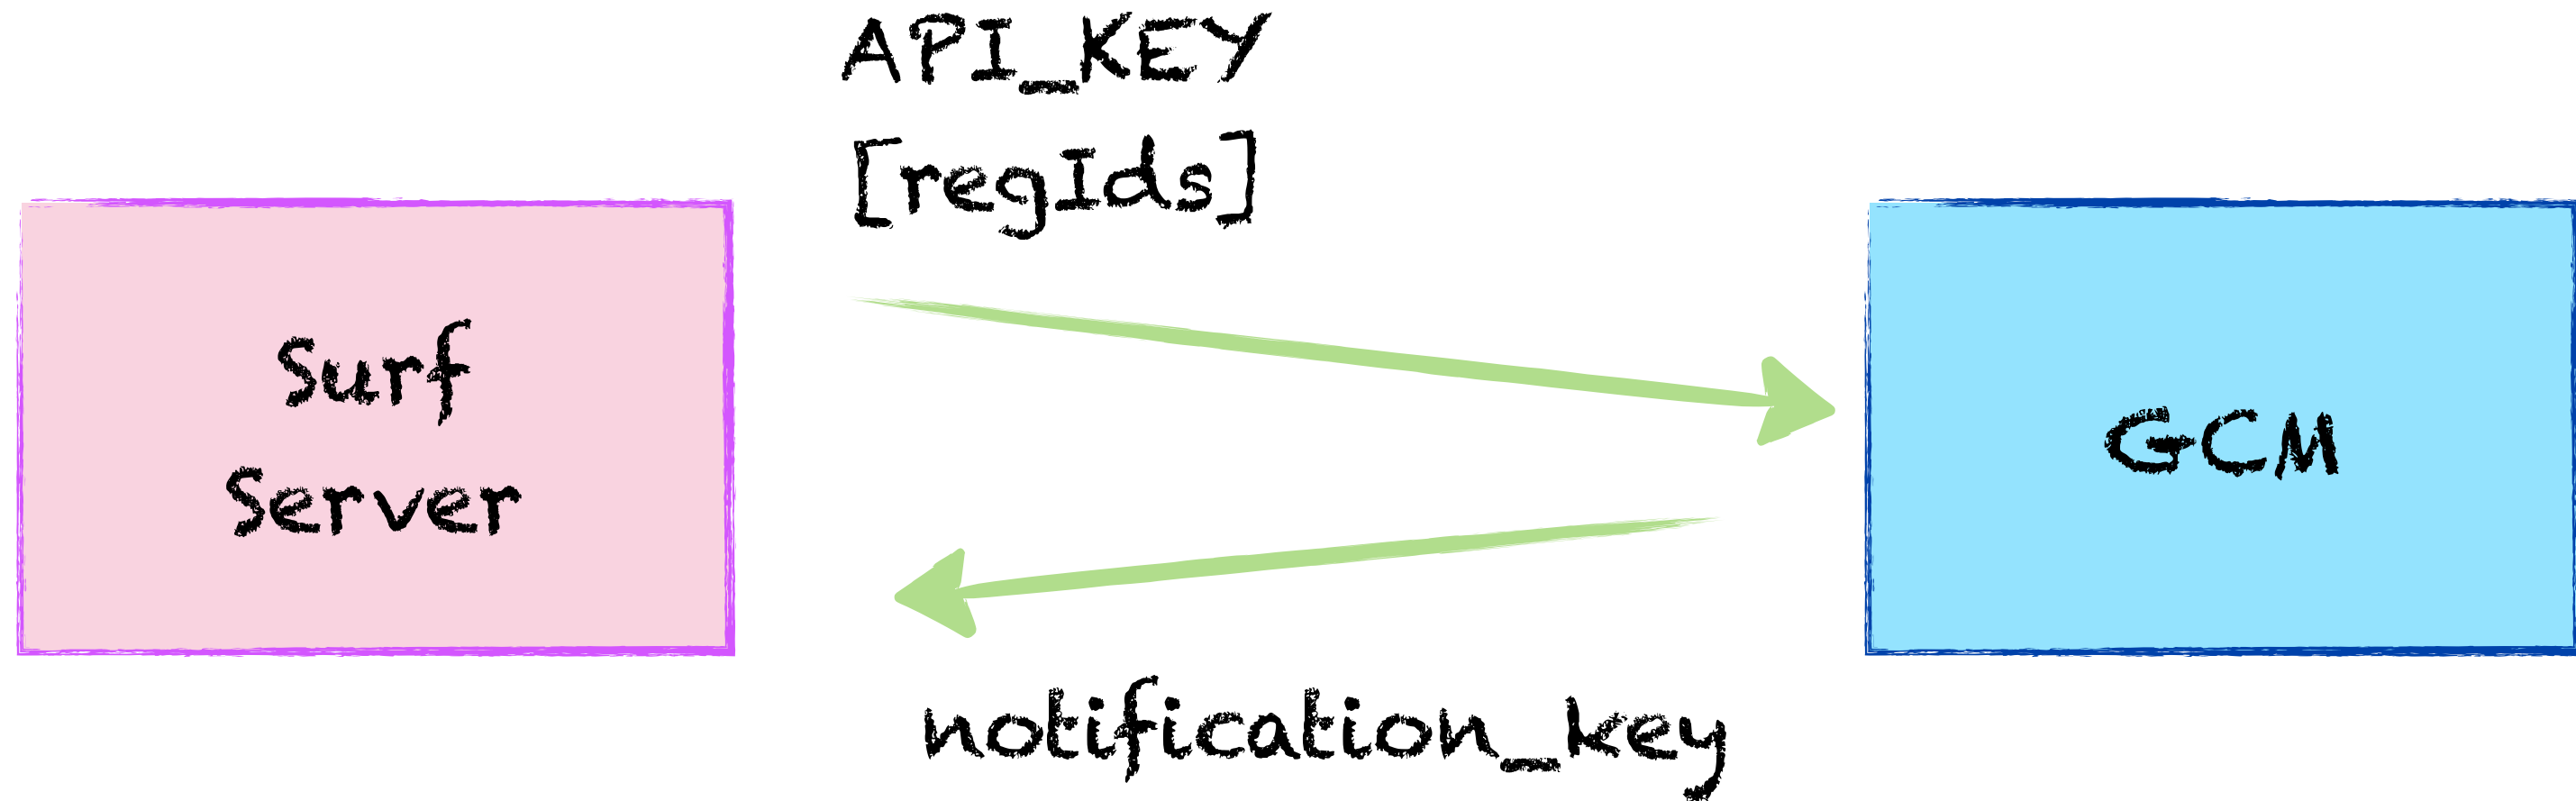 API_KEY
[regIds]
Surf
Server
GCM
notification_key